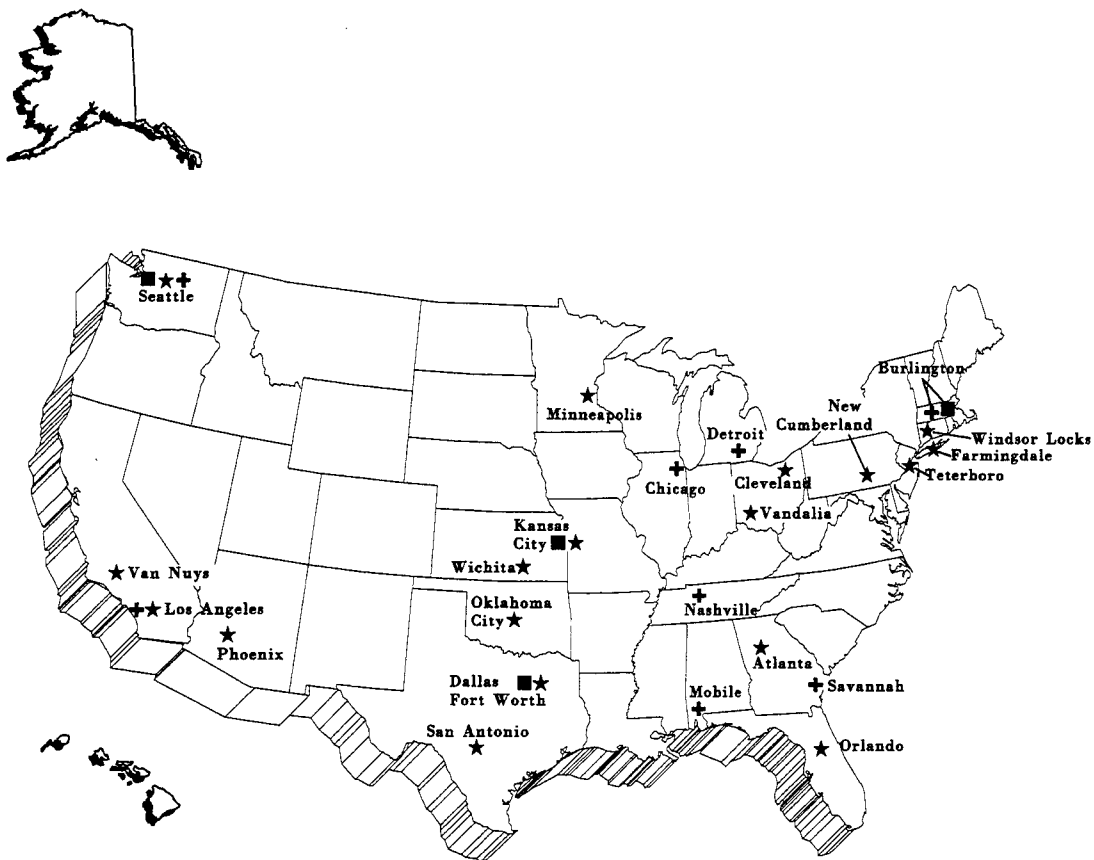 Seattle
Minneapolis
Burlington
New
Cumberland
Detroit
Windsor Locks
Farmingdale
Teterboro
Chicago
Cleveland
Vandalia
Kansas
City
Wichita
Van Nuys
Los Angeles
Oklahoma
City
Nashville
Phoenix
Atlanta
Dallas
Fort Worth
Mobile
Savannah
San Antonio
Orlando